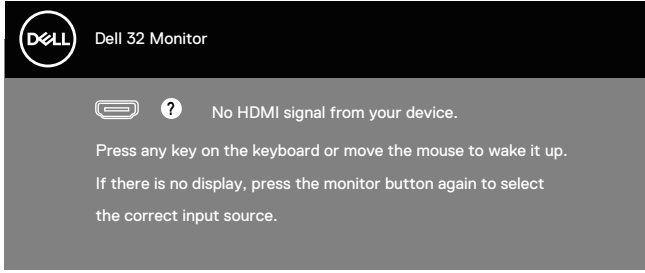 DELL
Dell 32 Monitor
? No HDMI signal from your device.
Press any key on the keyboard or move the mouse to wake it up.
If there is no display, press the monitor button again to select
the correct input source.